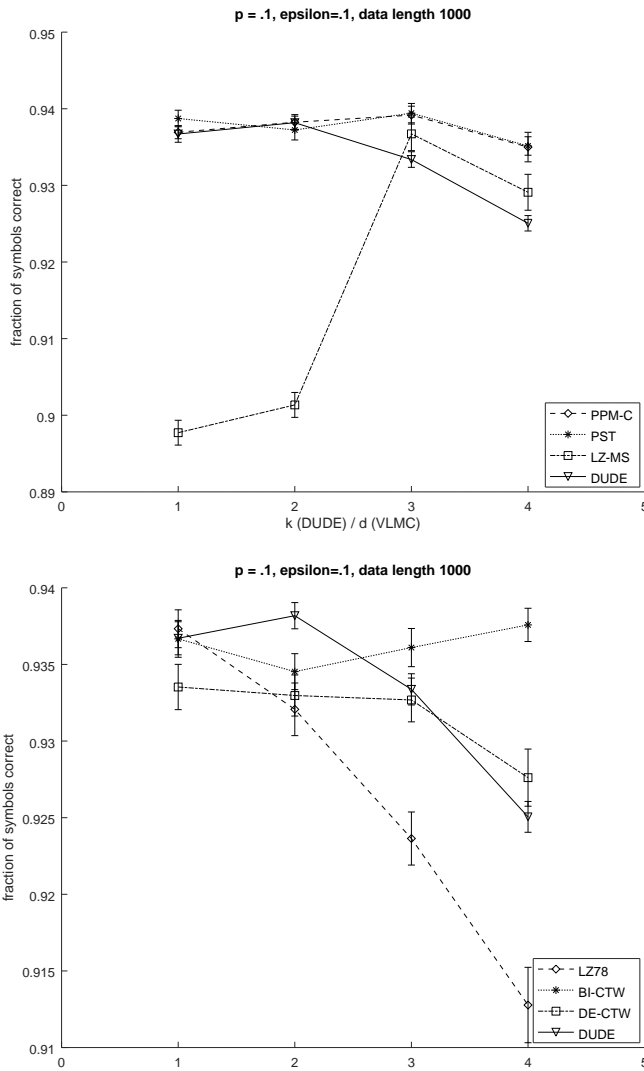 p = .1, epsilon=.1, data length 1000
0.95
0.94
0.93
0.92
0.91
0.9
0.89
fraction of symbols correct
PPM-C
PST
LZ-MS
DUDE
0 1 2 3 4 5
k (DUDE) / d (VLMC)
p = .1, epsilon=.1, data length 1000
0.94
0.935
0.93
0.925
0.92
0.915
0.91
fraction of symbols correct
LZ78
BI-CTW
DE-CTW
DUDE
0 1 2 3 4 5